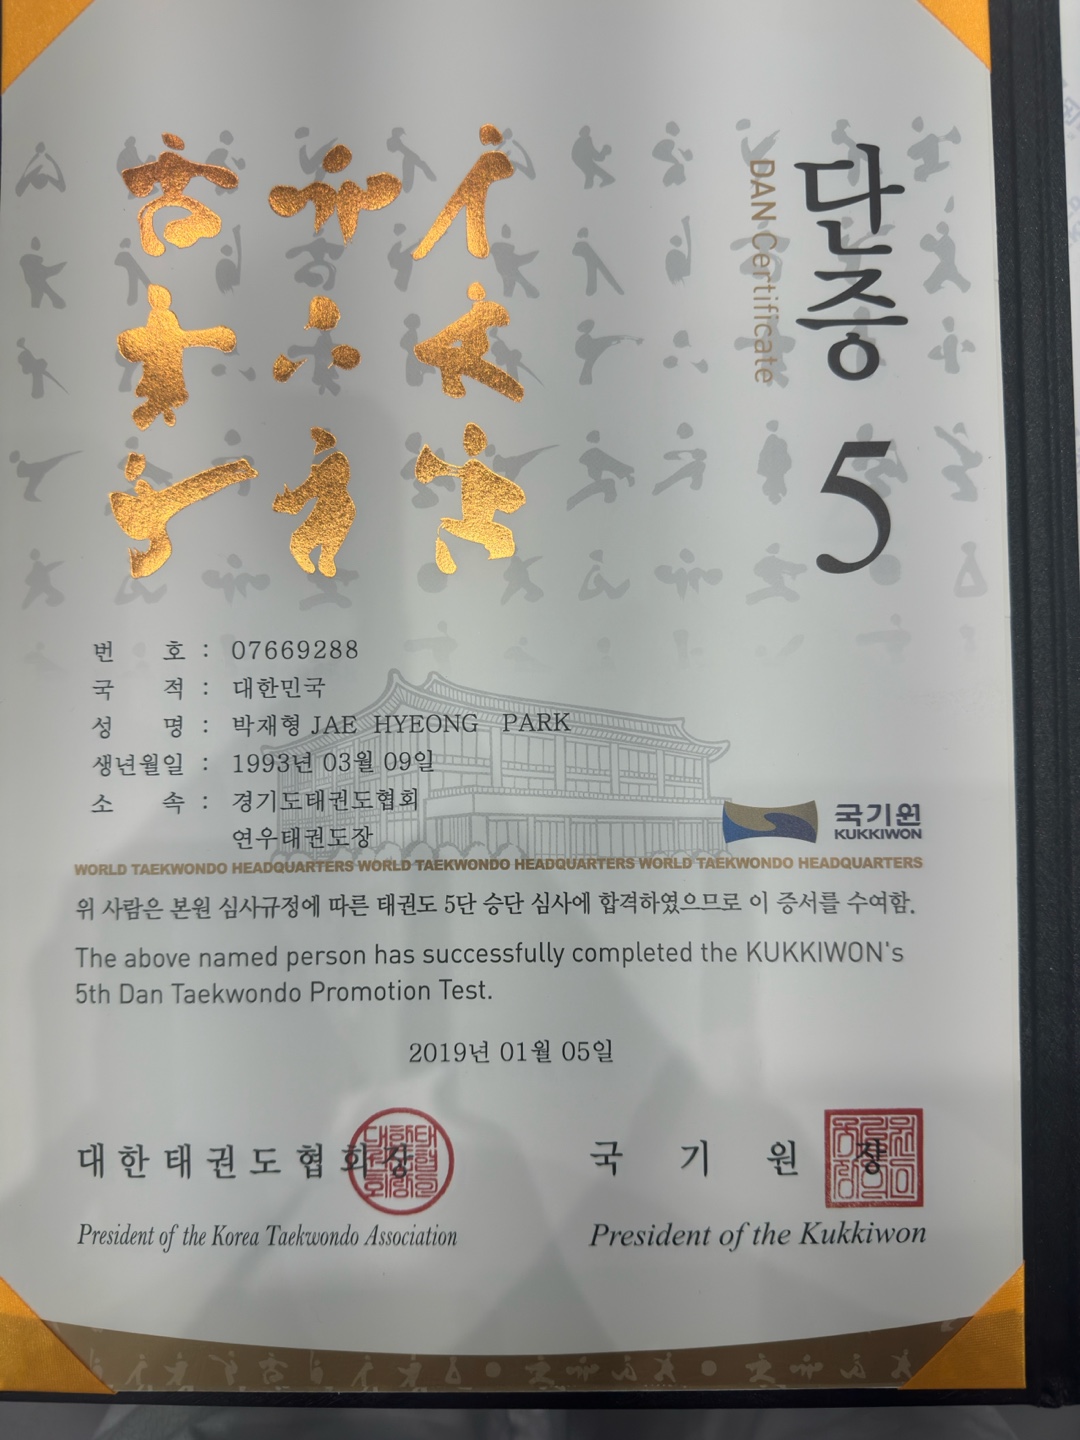 단증 5
DAN Certificate
번 호 : 07669288
국 적 : 대한민국
성 명 : 박재형 JAE HYEONG PARK
생년월일 : 1993년 03월 09일
소 속 : 경기도태권도협회
연우태권도장
국기원
KUKKIWON
WORLD TAEKWONDO HEADQUARTERS WORLD TAEKWONDO HEADQUARTERS WORLD TAEKWONDO HEADQUARTERS
위 사람은 본원 심사규정에 따른 태권도 5단 승단 심사에 합격하였으므로 이 증서를 수여함.
The above named person has successfully completed the KUKKIWON's
5th Dan Taekwondo Promotion Test.
2019년 01월 05일
대한태권도협회장
국 기 원 장
President of the Korea Taekwondo Association
President of the Kukkiwon